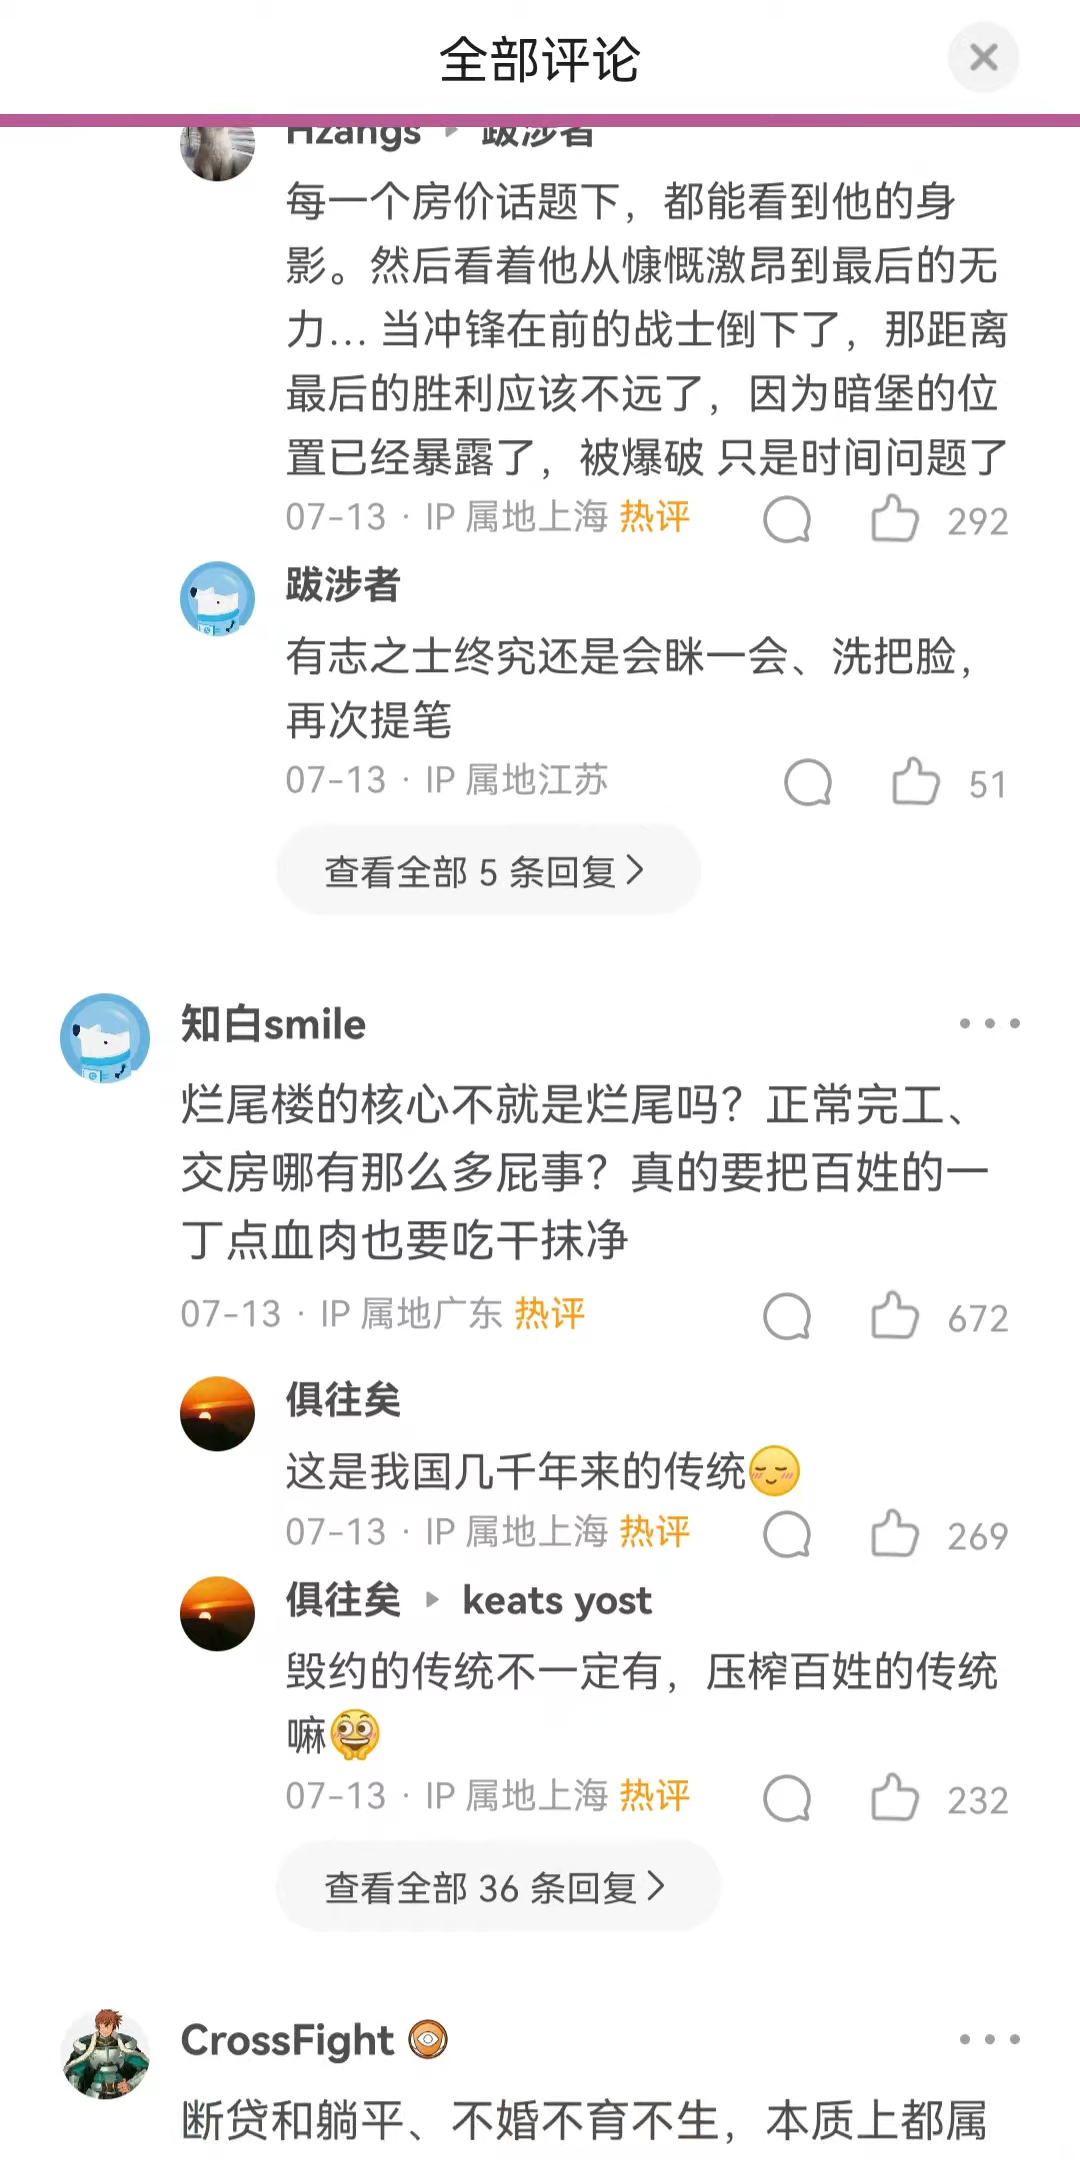 全部评论
Hzangs ▸ 跋涉者
每一个房价话题下，都能看到他的身
影。然后看着他从慷慨激昂到最后的无
力… 当冲锋在前的战士倒下了，那距离
最后的胜利应该不远了，因为暗堡的位
置已经暴露了，被爆破 只是时间问题了
07-13 · IP 属地上海 热评 292
跋涉者
有志之士终究还是会眯一会、洗把脸，
再次提笔
07-13 · IP 属地江苏 51
查看全部 5 条回复
知白smile
烂尾楼的核心不就是烂尾吗？正常完工、
交房哪有那么多屁事？真的要把百姓的一
丁点血肉也要吃干抹净
07-13 · IP 属地广东 热评 672
俱往矣
这是我国几千年来的传统😌
07-13 · IP 属地上海 热评 269
俱往矣 ▸ keats yost
毁约的传统不一定有，压榨百姓的传统
嘛
07-13 · IP 属地上海 热评 232
查看全部 36 条回复
CrossFight
断贷和躺平、不婚不育不生，本质上都属